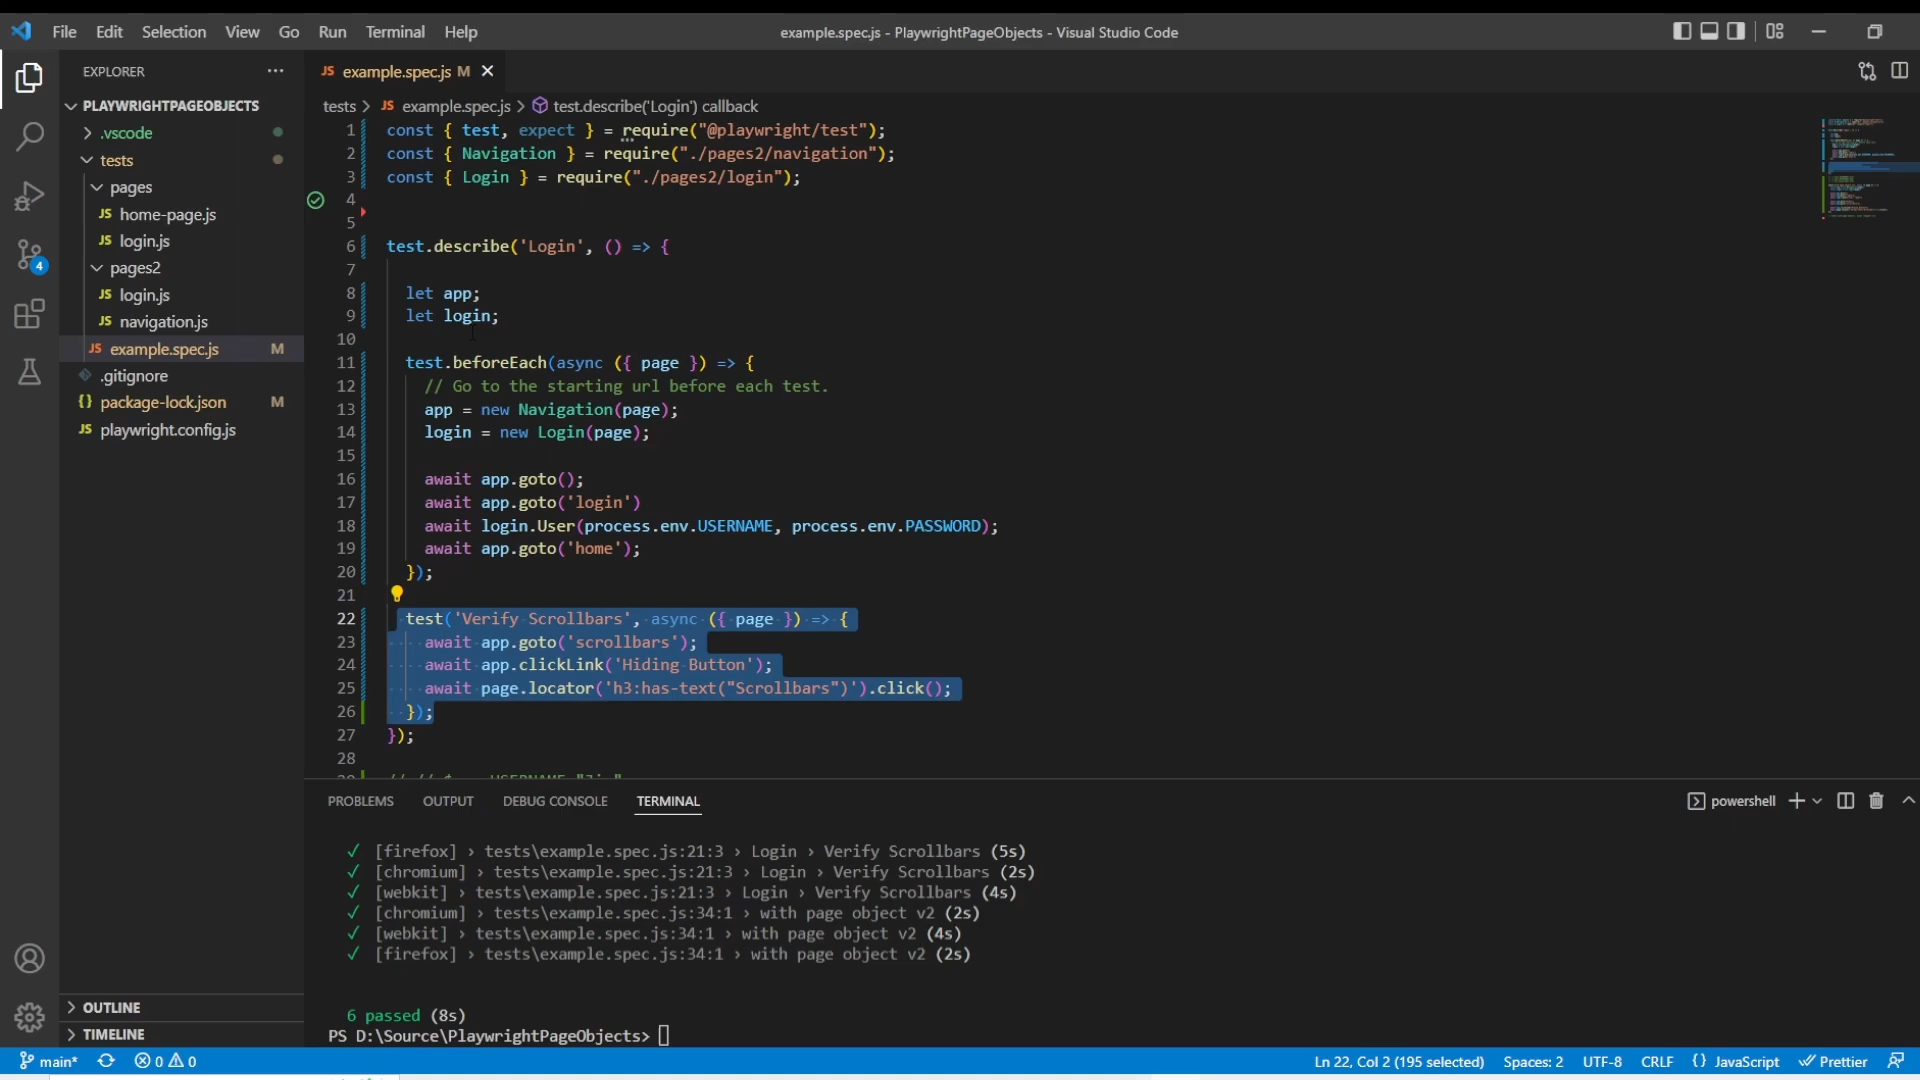 File Edit Selection View Go Run Terminal Help
example.spec.js - PlaywrightPageObjects - Visual Studio Code
EXPLORER
PLAYWRIGHTPAGEOBJECTS
.vscode
tests
pages
JS home-page.js
JS login.js
pages2
JS login.js
JS navigation.js
JS example.spec.js M
.gitignore
{} package-lock.json M
JS playwright.config.js
OUTLINE
TIMELINE
4
JS example.spec.js M
tests > JS example.spec.js > test.describe('Login') callback
1 const { test, expect } = require("@playwright/test");
2 const { Navigation } = require("./pages2/navigation");
3 const { Login } = require("./pages2/login");
4
5
6 test.describe('Login', () => {
7
8 let app;
9 let login;
10
11 test.beforeEach(async ({ page }) => {
12 // Go to the starting url before each test.
13 app = new Navigation(page);
14 login = new Login(page);
15
16 await app.goto();
17 await app.goto('login')
18 await login.User(process.env.USERNAME, process.env.PASSWORD);
19 await app.goto('home');
20 });
21
22 test('Verify Scrollbars', async ({ page }) => {
23 await app.goto('scrollbars');
24 await app.clickLink('Hiding Button');
25 await page.locator('h3:has-text("Scrollbars")').click();
26 });
27 });
28
PROBLEMS OUTPUT DEBUG CONSOLE TERMINAL
powershell
✓ [firefox] › tests\example.spec.js:21:3 › Login › Verify Scrollbars (5s)
✓ [chromium] › tests\example.spec.js:21:3 › Login › Verify Scrollbars (2s)
✓ [webkit] › tests\example.spec.js:21:3 › Login › Verify Scrollbars (4s)
✓ [chromium] › tests\example.spec.js:34:1 › with page object v2 (2s)
✓ [webkit] › tests\example.spec.js:34:1 › with page object v2 (4s)
✓ [firefox] › tests\example.spec.js:34:1 › with page object v2 (2s)
6 passed (8s)
PS D:\Source\PlaywrightPageObjects>
main* 0 0 Ln 22, Col 2 (195 selected) Spaces: 2 UTF-8 CRLF {} JavaScript Prettier